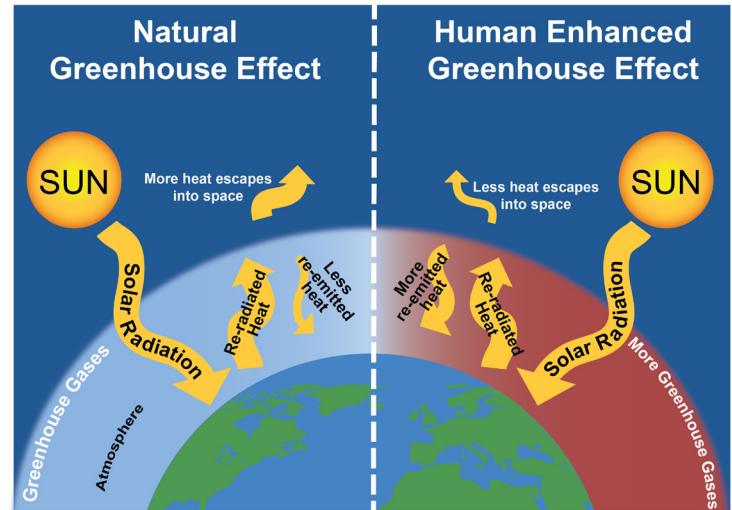 Natural
Greenhouse Effect
SUN
More heat escapes
into space
Solar Radiation
Re-radiated
Heat
Less
re-emitted
heat
Greenhouse Gases
Atmosphere
Human Enhanced
Greenhouse Effect
SUN
Less heat escapes
into space
More
re-emitted
heat
Re-radiated
Heat
Solar Radiation
More Greenhouse Gases